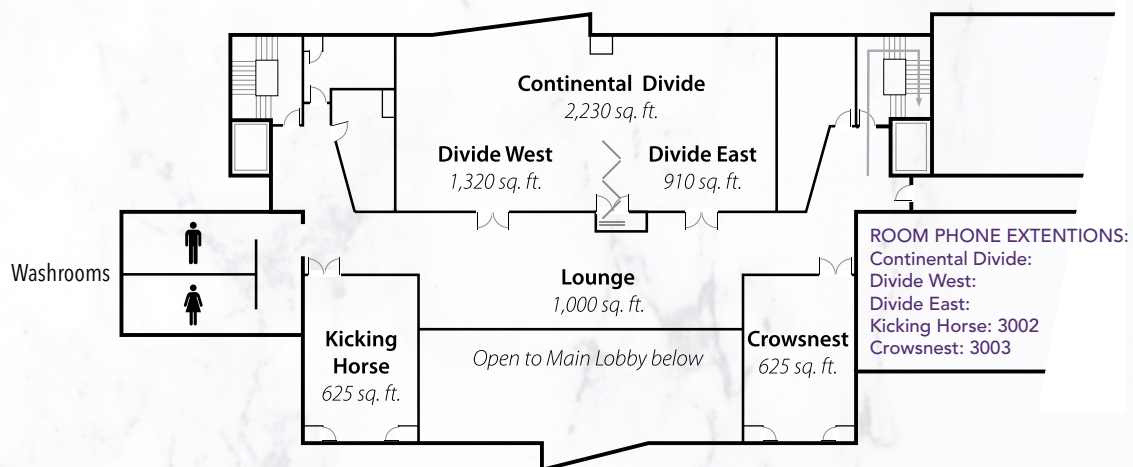 Continental Divide
2,230 sq. ft.
Divide West
1,320 sq. ft.
Divide East
910 sq. ft.
Washrooms
Lounge
1,000 sq. ft.
ROOM PHONE EXTENTIONS:
Continental Divide:
Divide West:
Divide East:
Kicking Horse: 3002
Crowsnest: 3003
Kicking
Horse
625 sq. ft.
Open to Main Lobby below
Crowsnest
625 sq. ft.